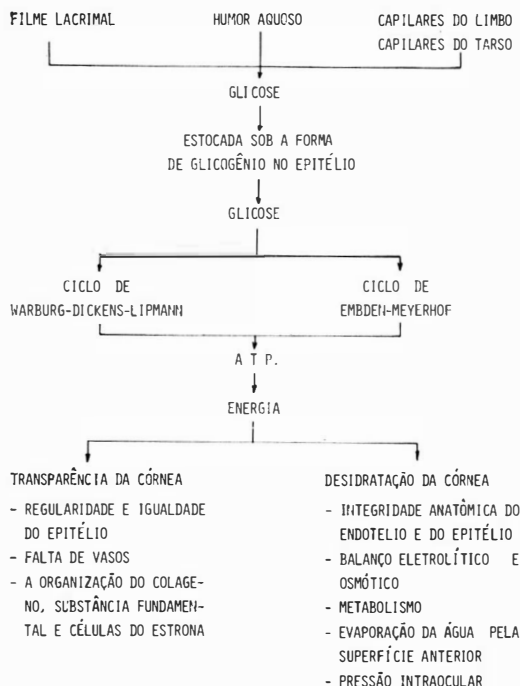 FILME LACRIMAL
HUMOR AQUOSO
CAPILARES DO LIMBO
CAPILARES DO TARSO
GLICOSE
ESTOCADA SOB A FORMA
DE GLICOGÊNIO NO EPITÉLIO
GLICOSE
CICLO DE
WARBURG-DICKENS-LIPMANN
CICLO DE
EMBDEN-MEYERHOF
A T P.
ENERGIA
TRANSPARÊNCIA DA CÓRNEA
- REGULARIDADE E IGUALDADE
DO EPITÉLIO
- FALTA DE VASOS
- A ORGANIZAÇÃO DO COLAGE-
NO, SUBSTÂNCIA FUNDAMEN-
TAL E CÉLULAS DO ESTRONA
DESIDRATAÇÃO DA CÓRNEA
- INTEGRIDADE ANATÔMICA DO
ENDOTELIO E DO EPITÉLIO
- BALANÇO ELETROLÍTICO E
OSMÓTICO
- METABOLISMO
- EVAPORAÇÃO DA ÁGUA PELA
SUPERFÍCIE ANTERIOR
- PRESSÃO INTRAOCULAR